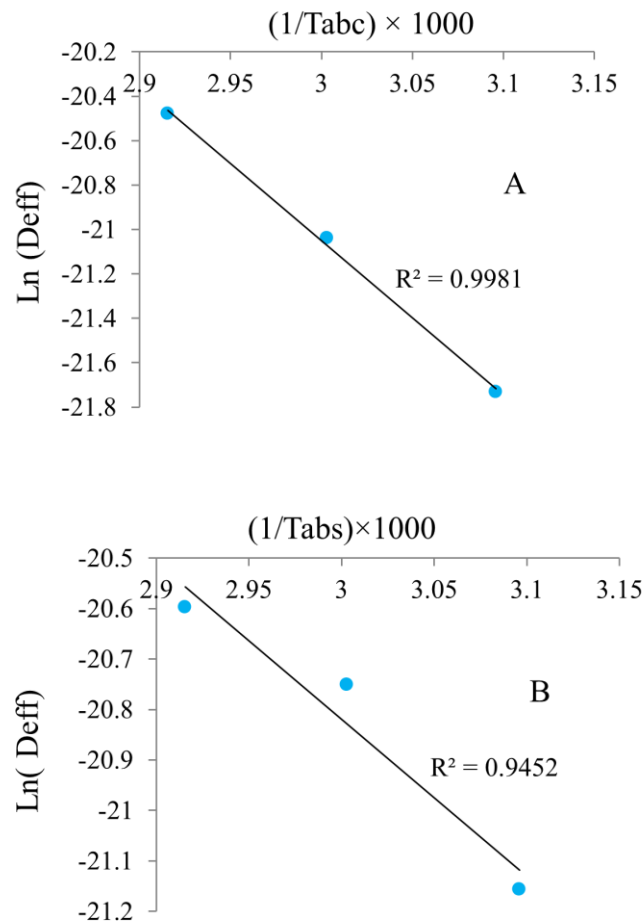 (1/Tabc) × 1000
-20.2
2.9 2.95 3 3.05 3.1 3.15
-20.4
-20.6
-20.8
-21
-21.2
-21.4
-21.6
-21.8
Ln (Deff)
A
R² = 0.9981
(1/Tabs)×1000
-20.5
2.9 2.95 3 3.05 3.1 3.15
-20.6
-20.7
-20.8
-20.9
-21
-21.1
-21.2
Ln( Deff)
B
R² = 0.9452